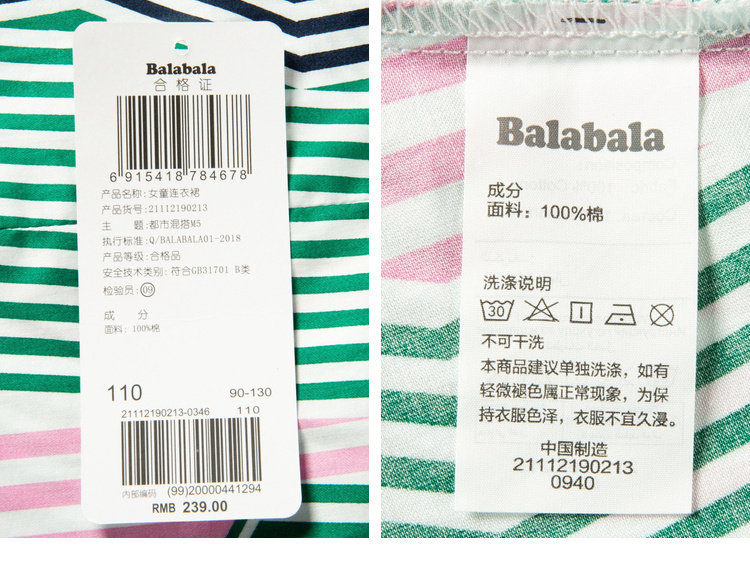 Balabala
合格证
6 915418 784678
产品名称: 女童连衣裙
产品货号: 21112190213
主 题: 都市混搭M5
执行标准: Q/BALABALA01-2018
产品等级: 合格品
安全技术类别: 符合GB31701 B类
检验员: 09
成 分
面料: 100%棉
110 90-130
21112190213-0346 110
内部编码 (99)20000441294
RMB 239.00
Balabala
成分
面料: 100%棉
洗涤说明
30
不可干洗
本商品建议单独洗涤，如有
轻微褪色属正常现象，为保
持衣服色泽，衣服不宜久浸。
中国制造
21112190213
0940